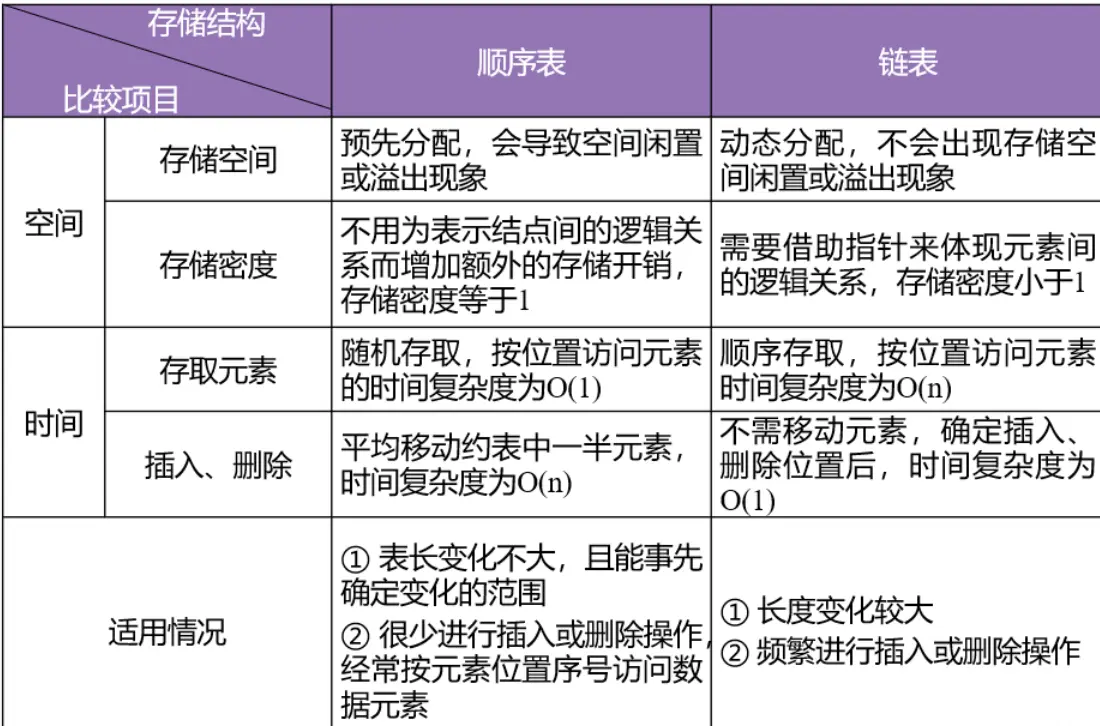 存储结构
比较项目
顺序表
链表
空间
存储空间
预先分配，会导致空间闲置
或溢出现象
动态分配，不会出现存储空
间闲置或溢出现象
存储密度
不用为表示结点间的逻辑关
系而增加额外的存储开销，
存储密度等于1
需要借助指针来体现元素间
的逻辑关系，存储密度小于1
时间
存取元素
随机存取，按位置访问元素
的时间复杂度为O(1)
顺序存取，按位置访问元素
时间复杂度为O(n)
插入、删除
平均移动约表中一半元素，
时间复杂度为O(n)
不需移动元素，确定插入、
删除位置后，时间复杂度为
O(1)
适用情况
① 表长变化不大，且能事先
确定变化的范围
② 很少进行插入或删除操作，
经常按元素位置序号访问数
据元素
① 长度变化较大
② 频繁进行插入或删除操作